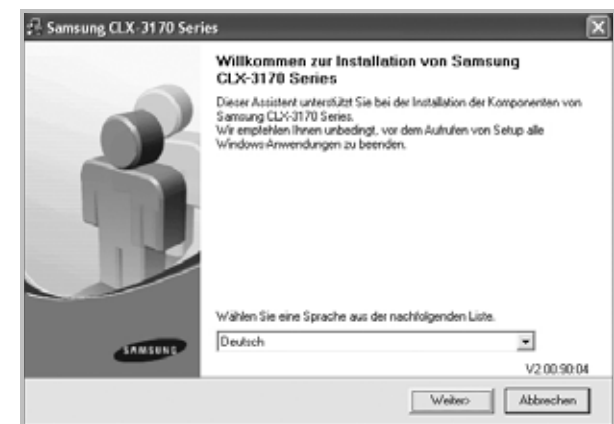 Samsung CLX-3170 Series
Willkommen zur Installation von Samsung
CLX-3170 Series
Dieser Assistent unterstützt Sie bei der Installation der Komponenten von
Samsung CLX-3170 Series.
Wir empfehlen Ihnen unbedingt, vor dem Aufrufen von Setup alle
Windows-Anwendungen zu beenden.
Wählen Sie eine Sprache aus der nachfolgenden Liste.
Deutsch
SAMSUNG
V2.00.90:04
Weiter>
Abbrechen